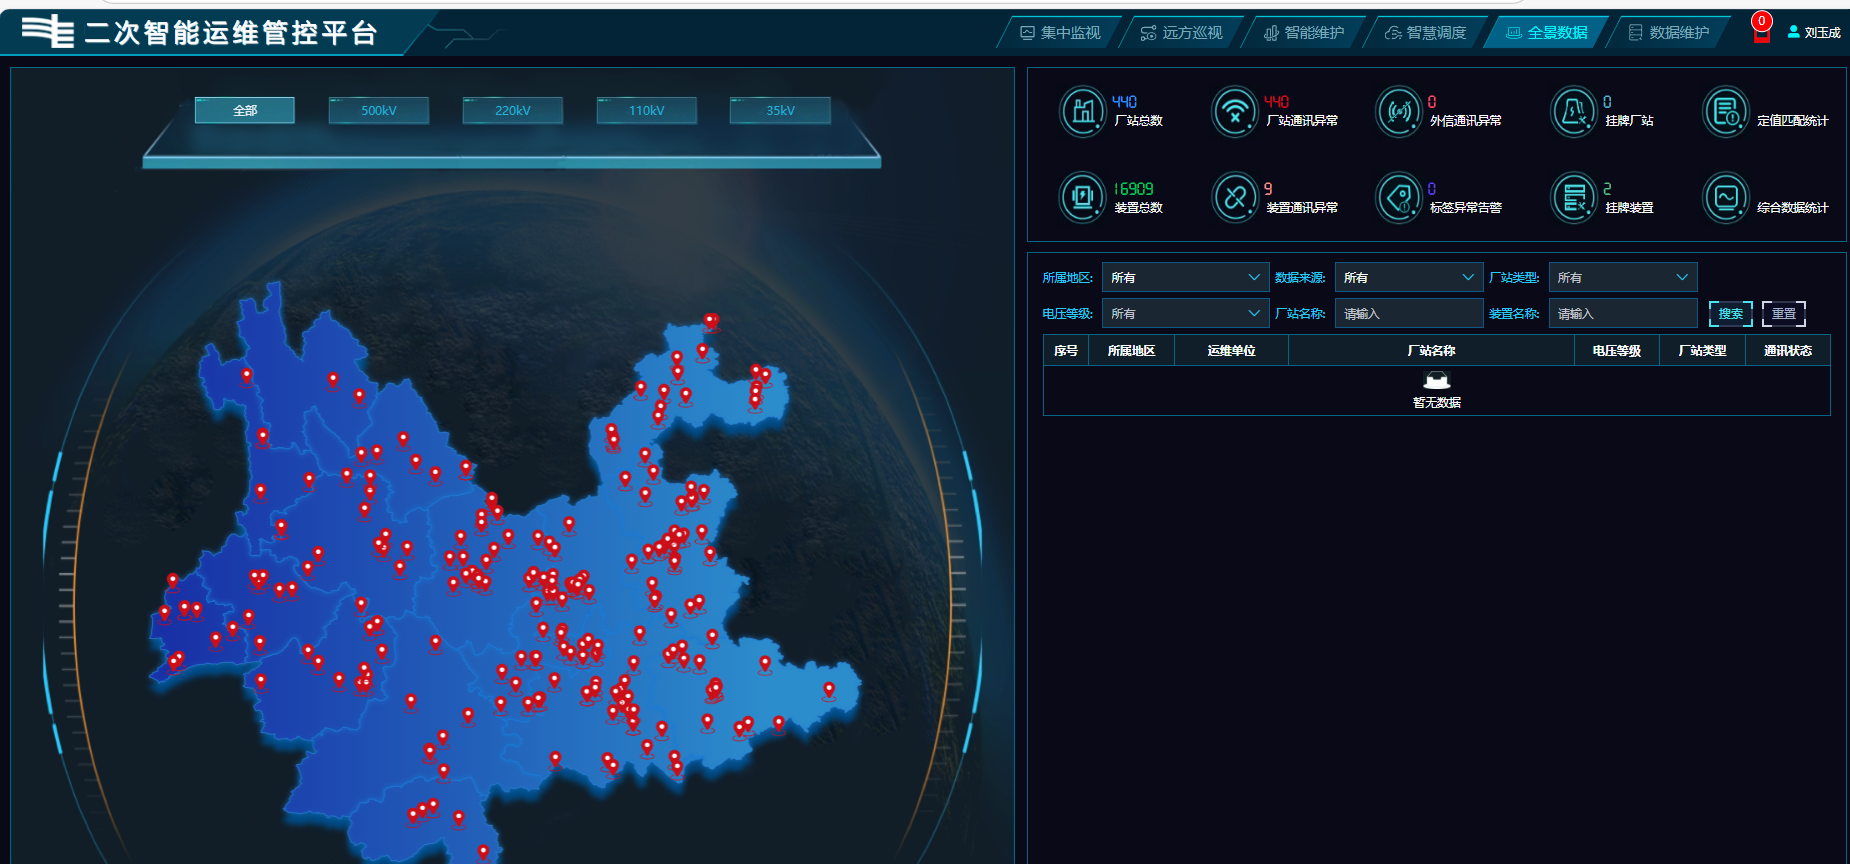 二次智能运维管控平台
集中监视 远方巡视 智能维护 智慧调度 全景数据 数据维护 0 刘玉成
全部 500kV 220kV 110kV 35kV
440 440 0 0
厂站总数 厂站通讯异常 外信通讯异常 挂牌厂站 定值匹配统计
16909 9 0 2
装置总数 装置通讯异常 标签异常告警 挂牌装置 综合数据统计
所属地区: 所有 数据来源: 所有 厂站类型: 所有
电压等级: 所有 厂站名称: 请输入 装置名称: 请输入 搜索 重置
序号 所属地区 运维单位 厂站名称 电压等级 厂站类型 通讯状态
暂无数据